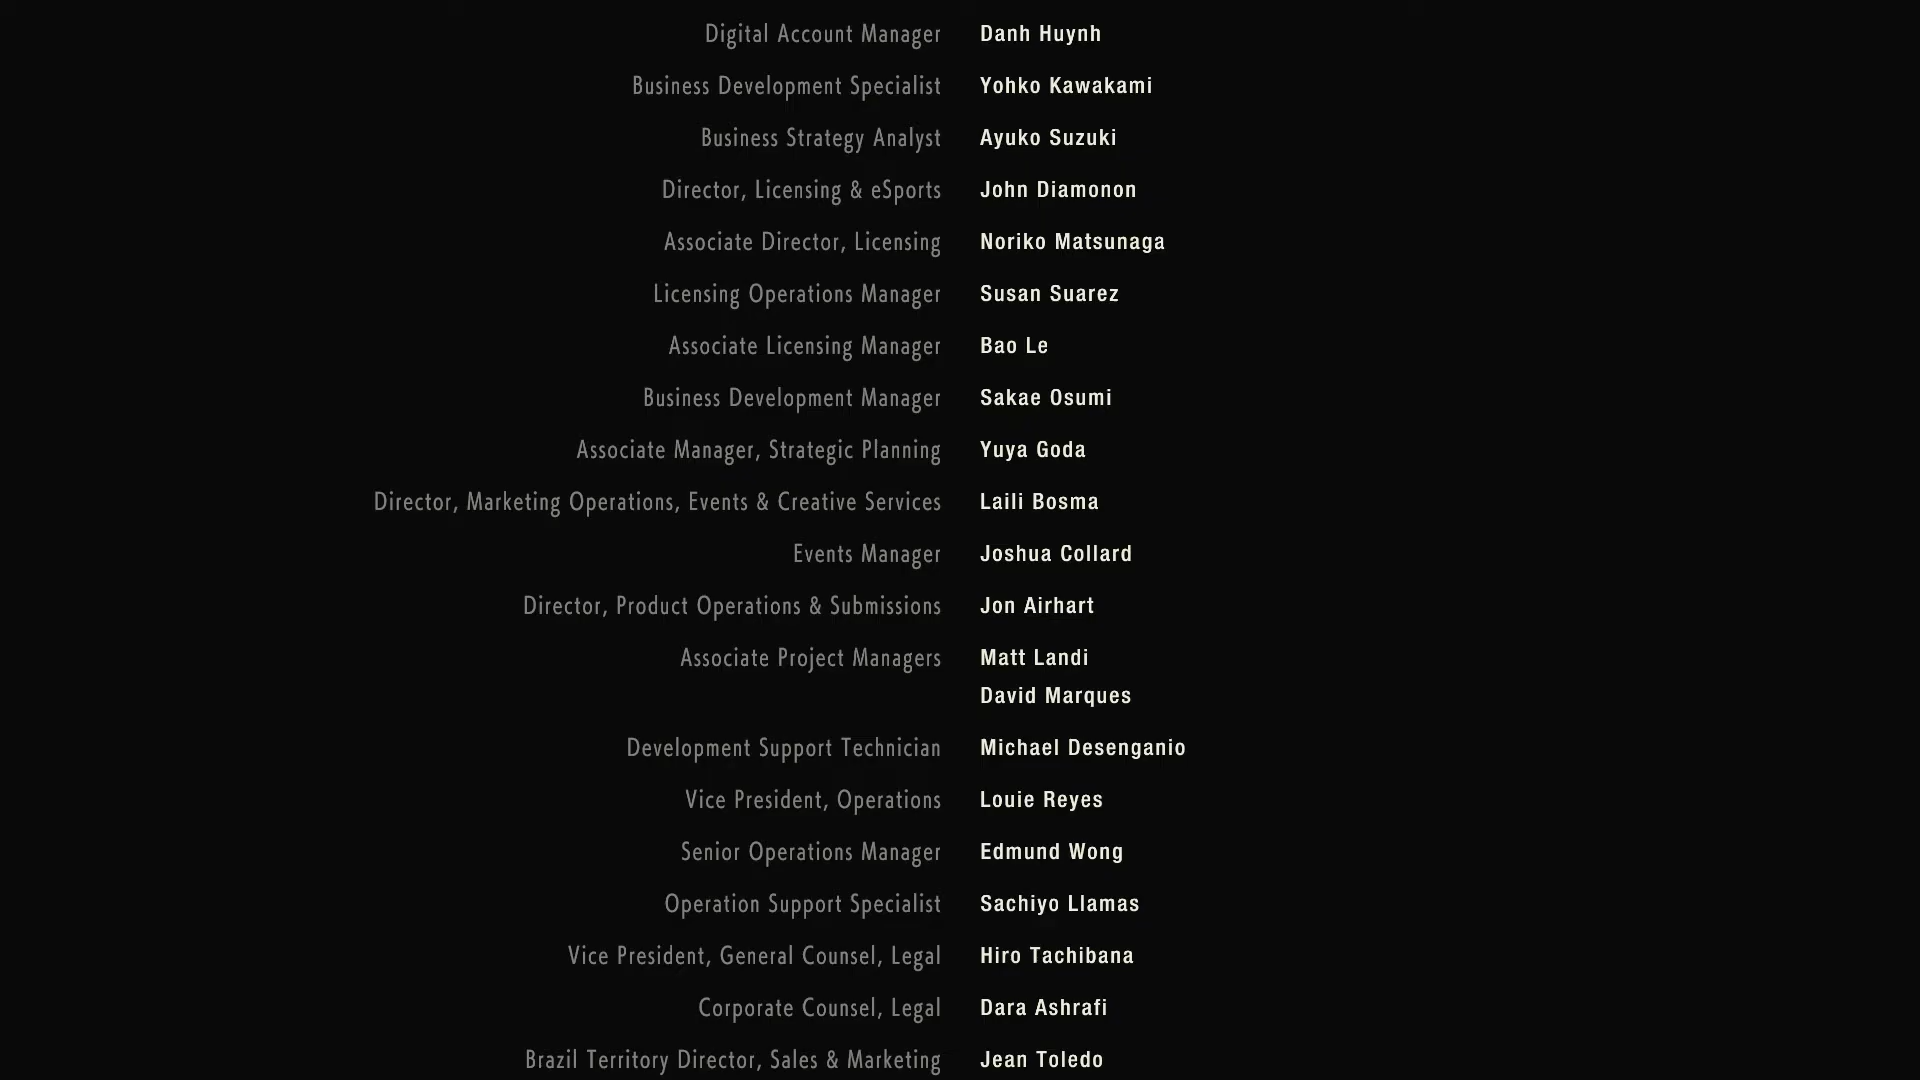 Digital Account Manager Danh Huynh
Business Development Specialist Yohko Kawakami
Business Strategy Analyst Ayuko Suzuki
Director, Licensing & eSports John Diamonon
Associate Director, Licensing Noriko Matsunaga
Licensing Operations Manager Susan Suarez
Associate Licensing Manager Bao Le
Business Development Manager Sakae Osumi
Associate Manager, Strategic Planning Yuya Goda
Director, Marketing Operations, Events & Creative Services Laili Bosma
Events Manager Joshua Collard
Director, Product Operations & Submissions Jon Airhart
Associate Project Managers Matt Landi
David Marques
Development Support Technician Michael Desenganio
Vice President, Operations Louie Reyes
Senior Operations Manager Edmund Wong
Operation Support Specialist Sachiyo Llamas
Vice President, General Counsel, Legal Hiro Tachibana
Corporate Counsel, Legal Dara Ashrafi
Brazil Territory Director, Sales & Marketing Jean Toledo